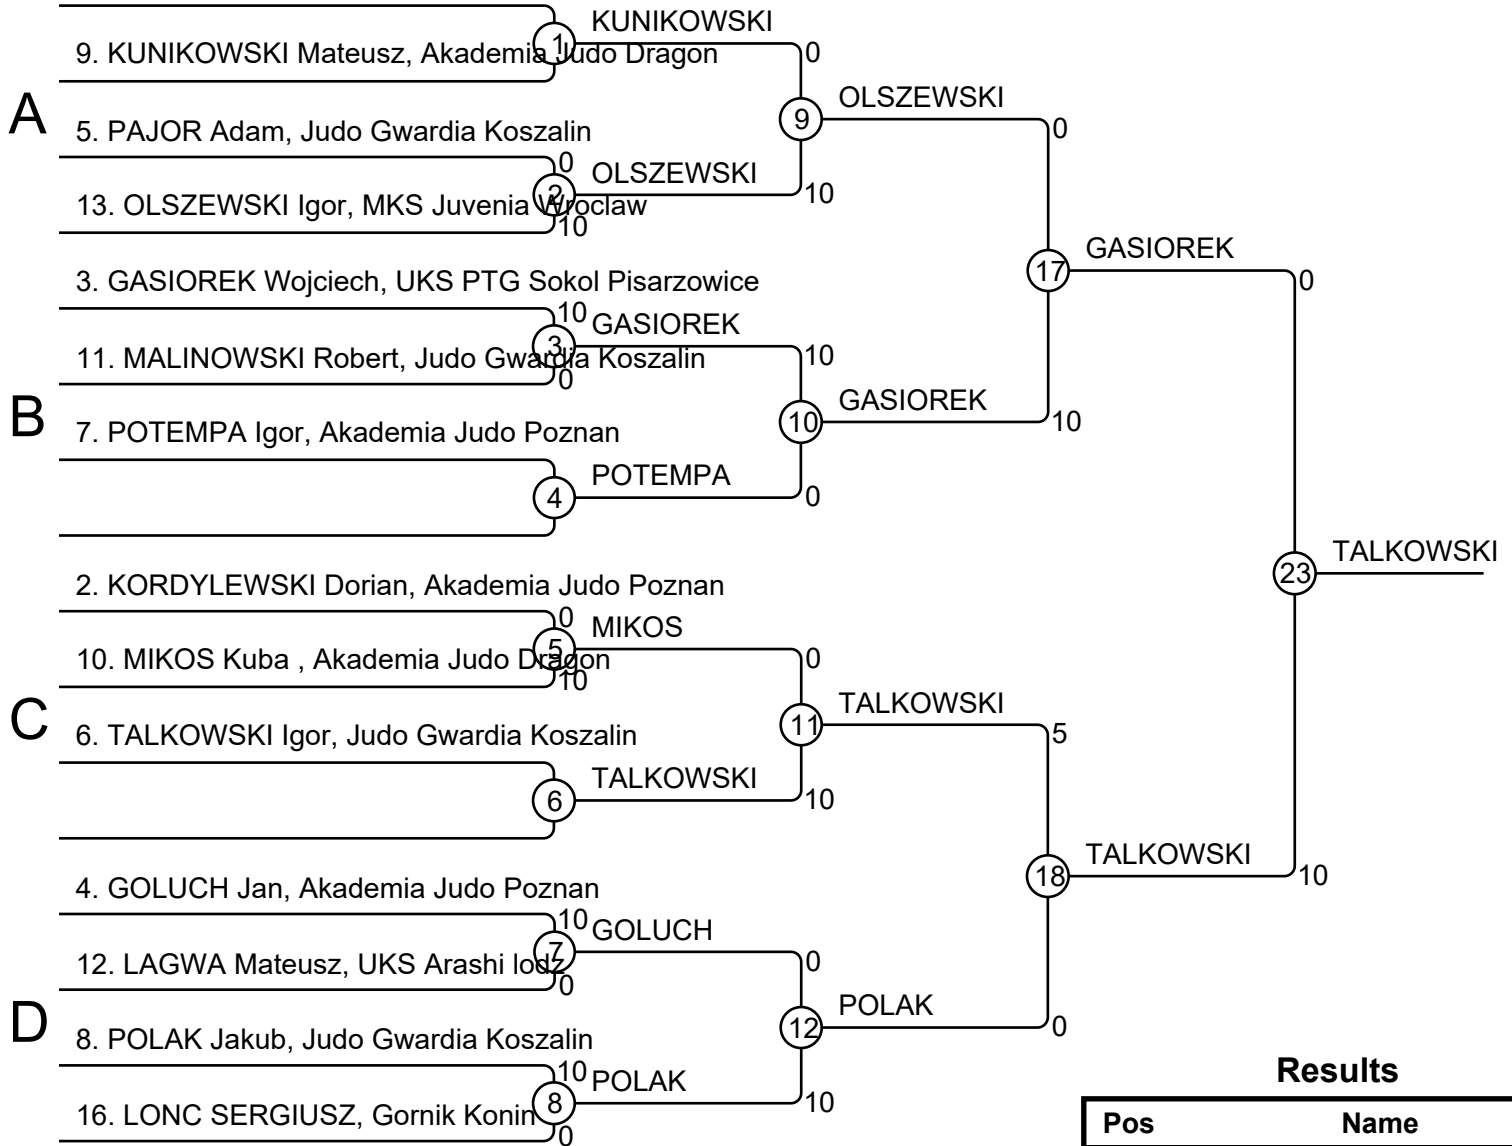 KUNIKOWSKI
9. KUNIKOWSKI Mateusz, Akademia Judo Dragon
1
0
A
OLSZEWSKI
9
0
5. PAJOR Adam, Judo Gwardia Koszalin
0
OLSZEWSKI
2
10
13. OLSZEWSKI Igor, MKS Juvenia Wroclaw
10
GASIOREK
17
0
3. GASIOREK Wojciech, UKS PTG Sokol Pisarzowice
10
GASIOREK
3
10
11. MALINOWSKI Robert, Judo Gwardia Koszalin
0
B
GASIOREK
10
10
7. POTEMPA Igor, Akademia Judo Poznan
POTEMPA
4
0
TALKOWSKI
23
2. KORDYLEWSKI Dorian, Akademia Judo Poznan
0
MIKOS
5
0
10. MIKOS Kuba , Akademia Judo Dragon
10
C
TALKOWSKI
11
5
6. TALKOWSKI Igor, Judo Gwardia Koszalin
TALKOWSKI
6
10
TALKOWSKI
18
10
4. GOLUCH Jan, Akademia Judo Poznan
10
GOLUCH
7
0
12. LAGWA Mateusz, UKS Arashi lodz
0
D
POLAK
12
0
8. POLAK Jakub, Judo Gwardia Koszalin
10
POLAK
8
10
16. LONC SERGIUSZ, Gornik Konin
0
Results
Pos Name